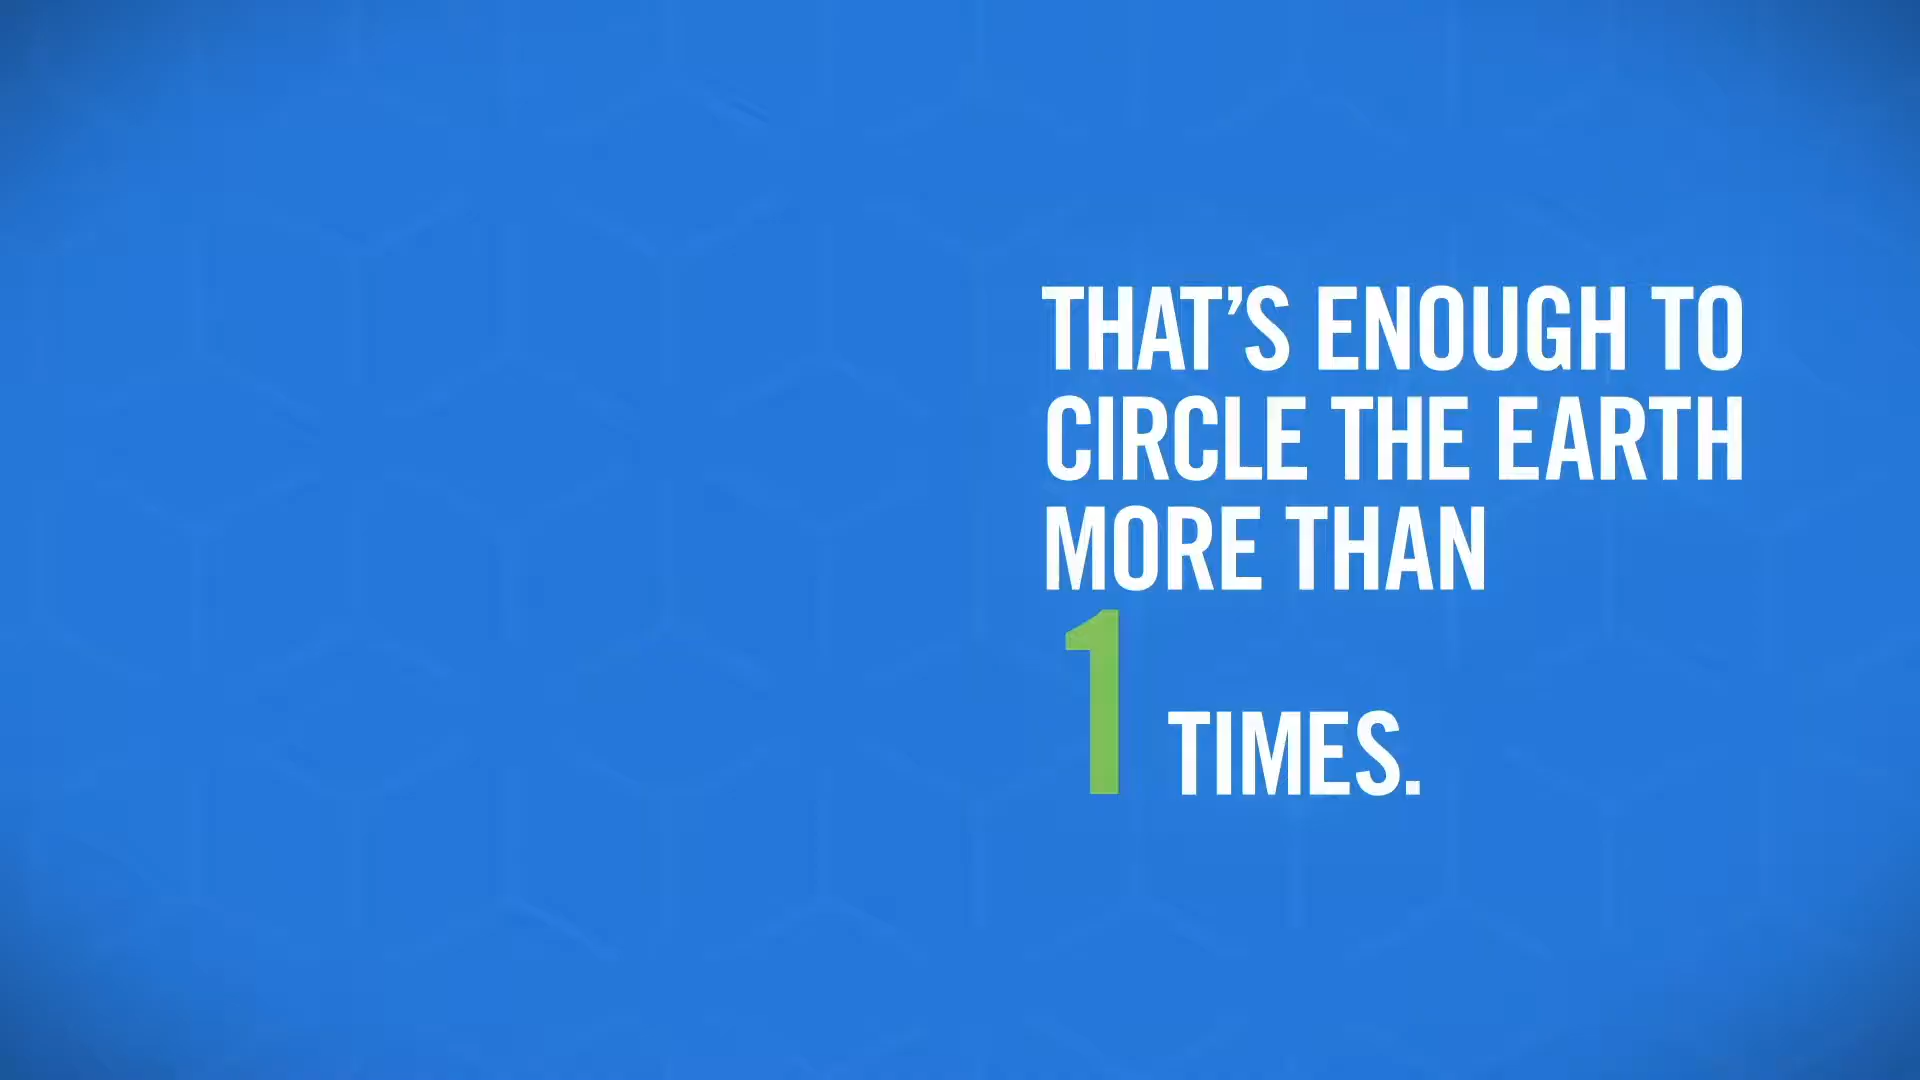 THAT’S ENOUGH TO
CIRCLE THE EARTH
MORE THAN
1 TIMES.